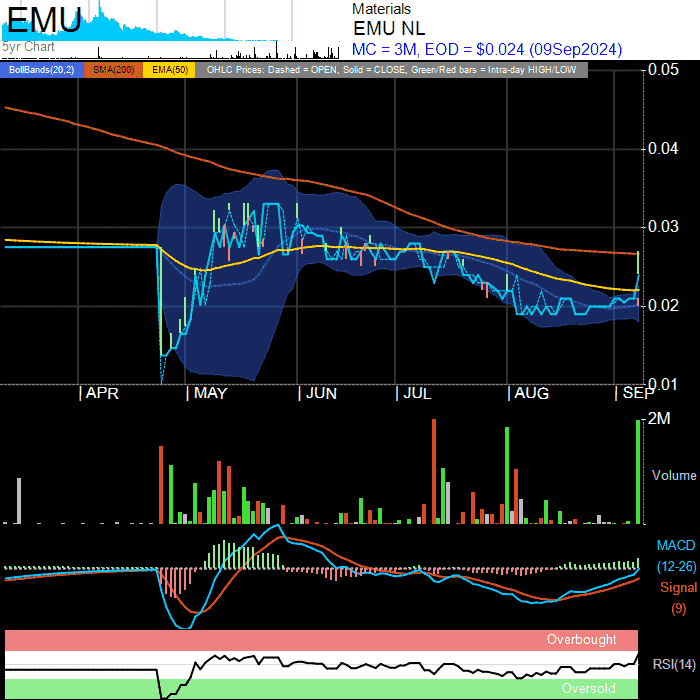 EMU
5yr Chart
Materials
EMU NL
MC = 3M, EOD = $0.024 (09Sep2024)
BollBands(20,2) SMA(200) EMA(50) OHLC Prices: Dashed = OPEN, Solid = CLOSE, Green/Red bars = Intra-day HIGH/LOW
0.05
0.04
0.03
0.02
0.01
| APR | MAY | JUN | JUL | AUG | SEP
2M
Volume
MACD
(12-26)
Signal
(9)
Overbought
RSI(14)
Oversold